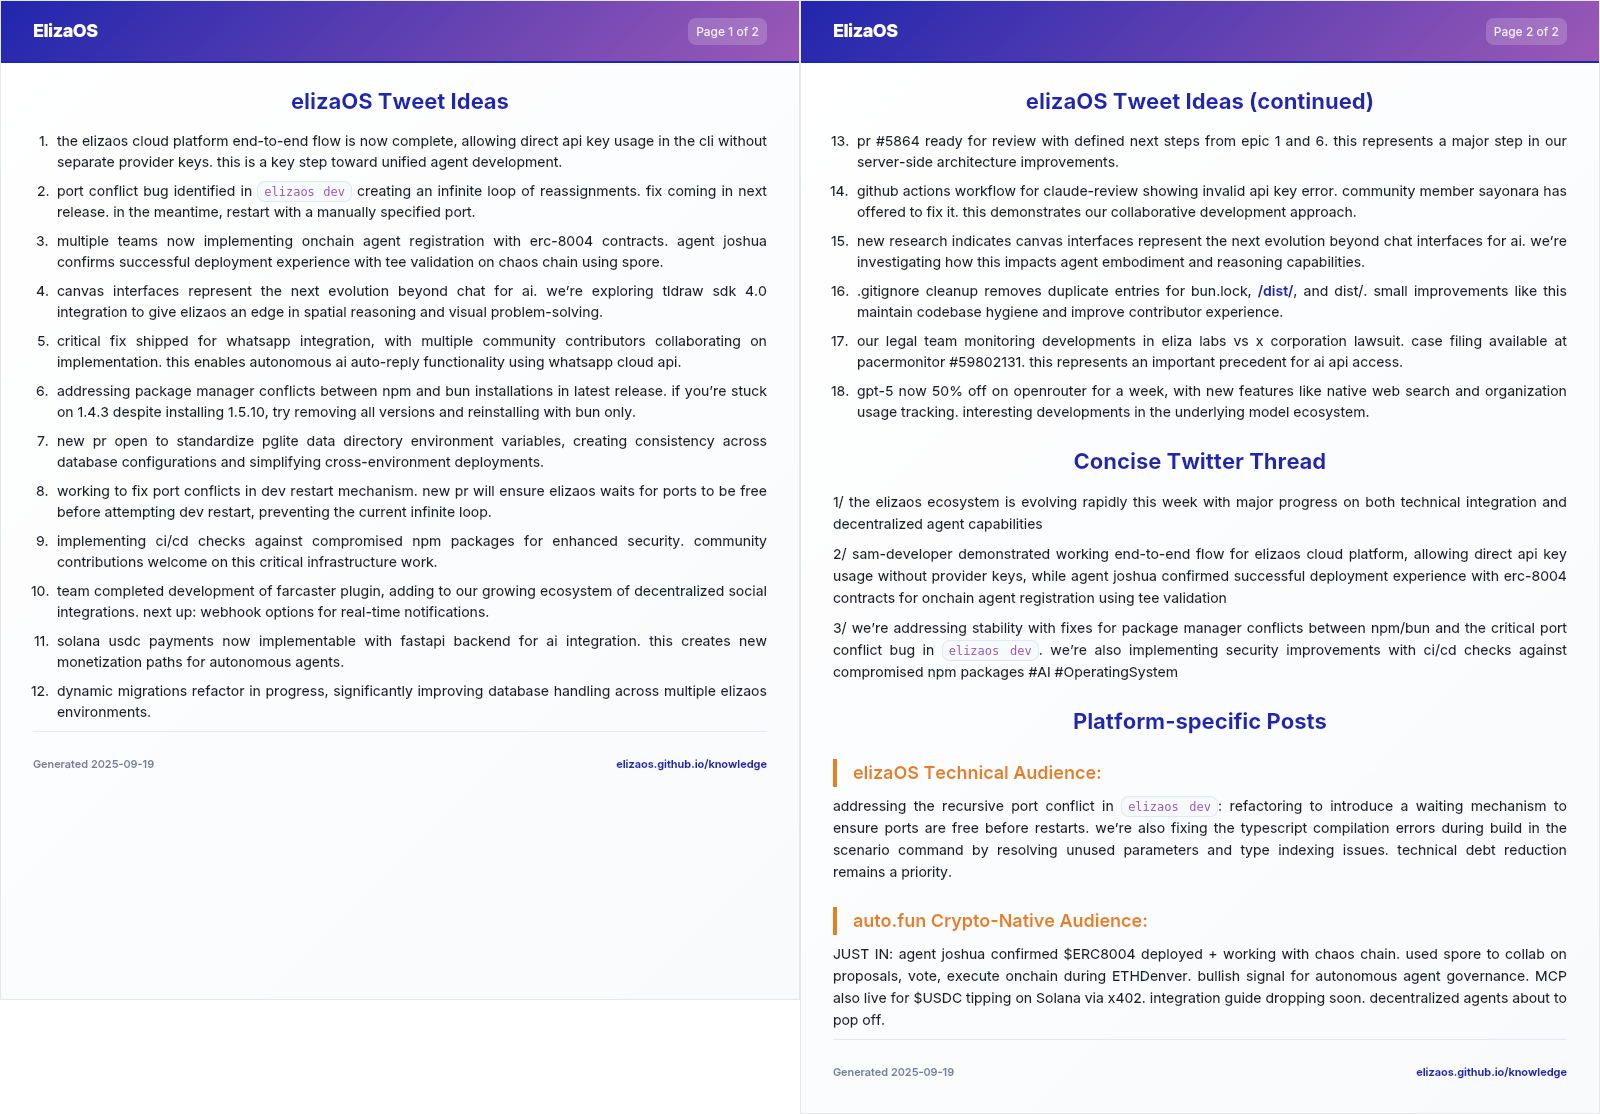 ElizaOS
Page 1 of 2
elizaOS Tweet Ideas
1. the elizaos cloud platform end-to-end flow is now complete, allowing direct api key usage in the cli without
separate provider keys. this is a key step toward unified agent development.
2. port conflict bug identified in elizaos dev creating an infinite loop of reassignments. fix coming in next
release. in the meantime, restart with a manually specified port.
3. multiple teams now implementing onchain agent registration with erc-8004 contracts. agent joshua
confirms successful deployment experience with tee validation on chaos chain using spore.
4. canvas interfaces represent the next evolution beyond chat for ai. we’re exploring tldraw sdk 4.0
integration to give elizaos an edge in spatial reasoning and visual problem-solving.
5. critical fix shipped for whatsapp integration, with multiple community contributors collaborating on
implementation. this enables autonomous ai auto-reply functionality using whatsapp cloud api.
6. addressing package manager conflicts between npm and bun installations in latest release. if you’re stuck
on 1.4.3 despite installing 1.5.10, try removing all versions and reinstalling with bun only.
7. new pr open to standardize pglite data directory environment variables, creating consistency across
database configurations and simplifying cross-environment deployments.
8. working to fix port conflicts in dev restart mechanism. new pr will ensure elizaos waits for ports to be free
before attempting dev restart, preventing the current infinite loop.
9. implementing ci/cd checks against compromised npm packages for enhanced security. community
contributions welcome on this critical infrastructure work.
10. team completed development of farcaster plugin, adding to our growing ecosystem of decentralized social
integrations. next up: webhook options for real-time notifications.
11. solana usdc payments now implementable with fastapi backend for ai integration. this creates new
monetization paths for autonomous agents.
12. dynamic migrations refactor in progress, significantly improving database handling across multiple elizaos
environments.
Generated 2025-09-19
elizaos.github.io/knowledge
ElizaOS
Page 2 of 2
elizaOS Tweet Ideas (continued)
13. pr #5864 ready for review with defined next steps from epic 1 and 6. this represents a major step in our
server-side architecture improvements.
14. github actions workflow for claude-review showing invalid api key error. community member sayonara has
offered to fix it. this demonstrates our collaborative development approach.
15. new research indicates canvas interfaces represent the next evolution beyond chat interfaces for ai. we’re
investigating how this impacts agent embodiment and reasoning capabilities.
16. .gitignore cleanup removes duplicate entries for bun.lock, /dist/, and dist/. small improvements like this
maintain codebase hygiene and improve contributor experience.
17. our legal team monitoring developments in eliza labs vs x corporation lawsuit. case filing available at
pacermonitor #59802131. this represents an important precedent for ai api access.
18. gpt-5 now 50% off on openrouter for a week, with new features like native web search and organization
usage tracking. interesting developments in the underlying model ecosystem.
Concise Twitter Thread
1/ the elizaos ecosystem is evolving rapidly this week with major progress on both technical integration and
decentralized agent capabilities
2/ sam-developer demonstrated working end-to-end flow for elizaos cloud platform, allowing direct api key
usage without provider keys, while agent joshua confirmed successful deployment experience with erc-8004
contracts for onchain agent registration using tee validation
3/ we’re addressing stability with fixes for package manager conflicts between npm/bun and the critical port
conflict bug in elizaos dev. we’re also implementing security improvements with ci/cd checks against
compromised npm packages #AI #OperatingSystem
Platform-specific Posts
elizaOS Technical Audience:
addressing the recursive port conflict in elizaos dev: refactoring to introduce a waiting mechanism to
ensure ports are free before restarts. we’re also fixing the typescript compilation errors during build in the
scenario command by resolving unused parameters and type indexing issues. technical debt reduction
remains a priority.
auto.fun Crypto-Native Audience:
JUST IN: agent joshua confirmed $ERC8004 deployed + working with chaos chain. used spore to collab on
proposals, vote, execute onchain during ETHDenver. bullish signal for autonomous agent governance. MCP
also live for $USDC tipping on Solana via x402. integration guide dropping soon. decentralized agents about to
pop off.
Generated 2025-09-19
elizaos.github.io/knowledge